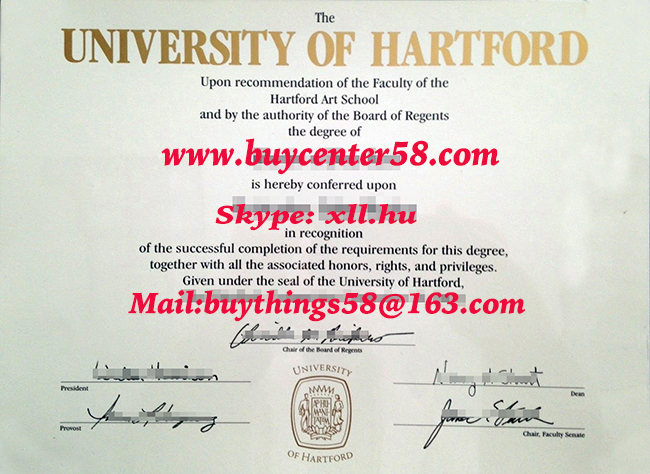 The
UNIVERSITY OF HARTFORD
Upon recommendation of the Faculty of the
Hartford Art School
and by the authority of the Board of Regents
the degree of
www.buycenter58.com
is hereby conferred upon
Skype: xll.hu
in recognition
of the successful completion of the requirements for this degree,
together with all the associated honors, rights, and privileges.
Given under the seal of the University of Hartford,
Mail:buythings58@163.com
Chair of the Board of Regents
President
Dean
UNIVERSITY
OF HARTFORD
Provost
Chair, Faculty Senate